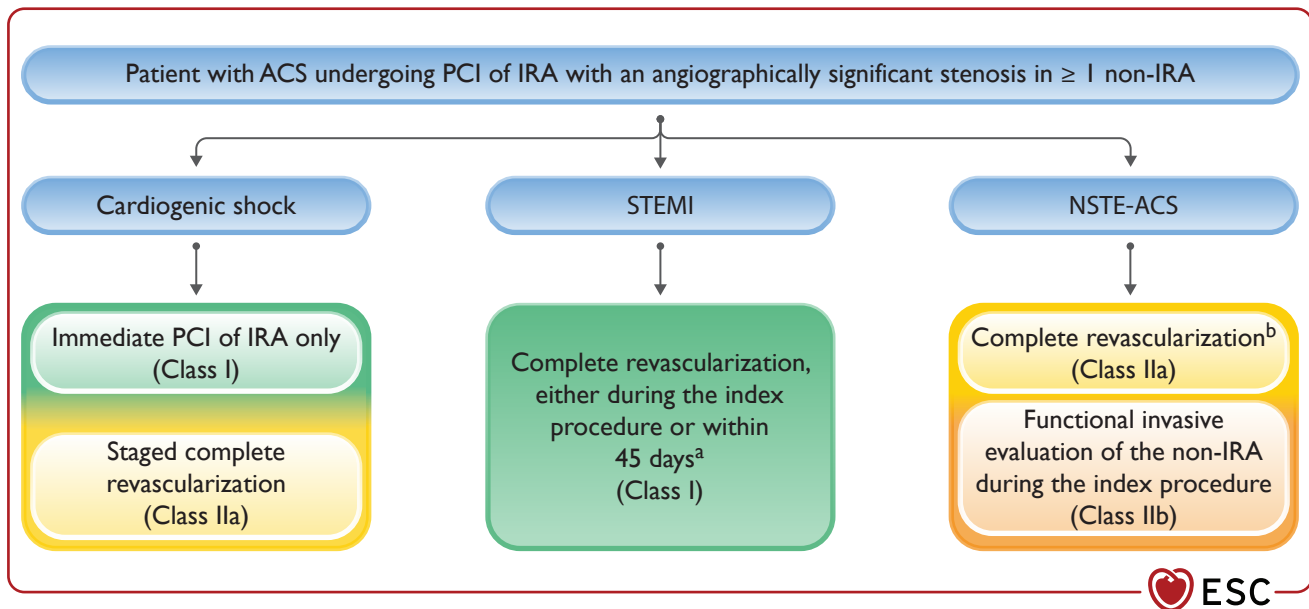 Patient with ACS undergoing PCI of IRA with an angiographically significant stenosis in ≥ 1 non-IRA
Cardiogenic shock
STEMI
NSTE-ACS
Immediate PCI of IRA only
(Class I)
Staged complete
revascularization
(Class IIa)
Complete revascularization,
either during the index
procedure or within
45 daysᵃ
(Class I)
Complete revascularizationᵇ
(Class IIa)
Functional invasive
evaluation of the non-IRA
during the index procedure
(Class IIb)
ESC